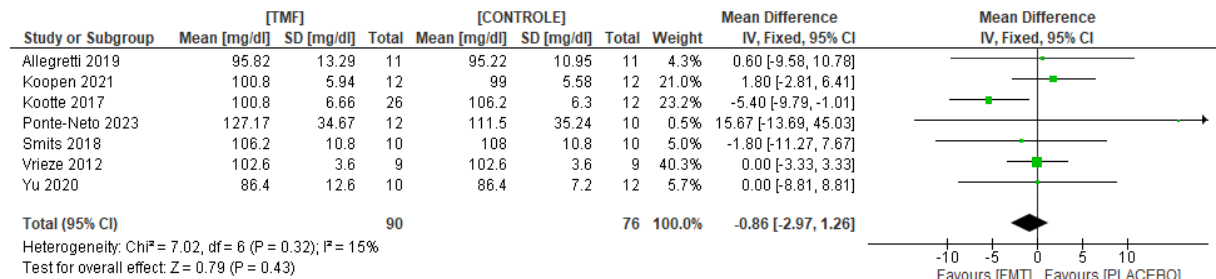 [TMF] [CONTROLE] Mean Difference Mean Difference
Study or Subgroup Mean [mg/dl] SD [mg/dl] Total Mean [mg/dl] SD [mg/dl] Total Weight IV, Fixed, 95% CI IV, Fixed, 95% CI
Allegretti 2019 95.82 13.29 11 95.22 10.95 11 4.3% 0.60 [-9.58, 10.78]
Koopen 2021 100.8 5.94 12 99 5.58 12 21.0% 1.80 [-2.81, 6.41]
Kootte 2017 100.8 6.66 26 106.2 6.3 12 23.2% -5.40 [-9.79, -1.01]
Ponte-Neto 2023 127.17 34.67 12 111.5 35.24 10 0.5% 15.67 [-13.69, 45.03]
Smits 2018 106.2 10.8 10 108 10.8 10 5.0% -1.80 [-11.27, 7.67]
Vrieze 2012 102.6 3.6 9 102.6 3.6 9 40.3% 0.00 [-3.33, 3.33]
Yu 2020 86.4 12.6 10 86.4 7.2 12 5.7% 0.00 [-8.81, 8.81]
Total (95% CI) 90 76 100.0% -0.86 [-2.97, 1.26]
Heterogeneity: Chi² = 7.02, df = 6 (P = 0.32); I² = 15%
Test for overall effect: Z = 0.79 (P = 0.43)
-10 -5 0 5 10
Favours [FMT] Favours [PLACEBO]